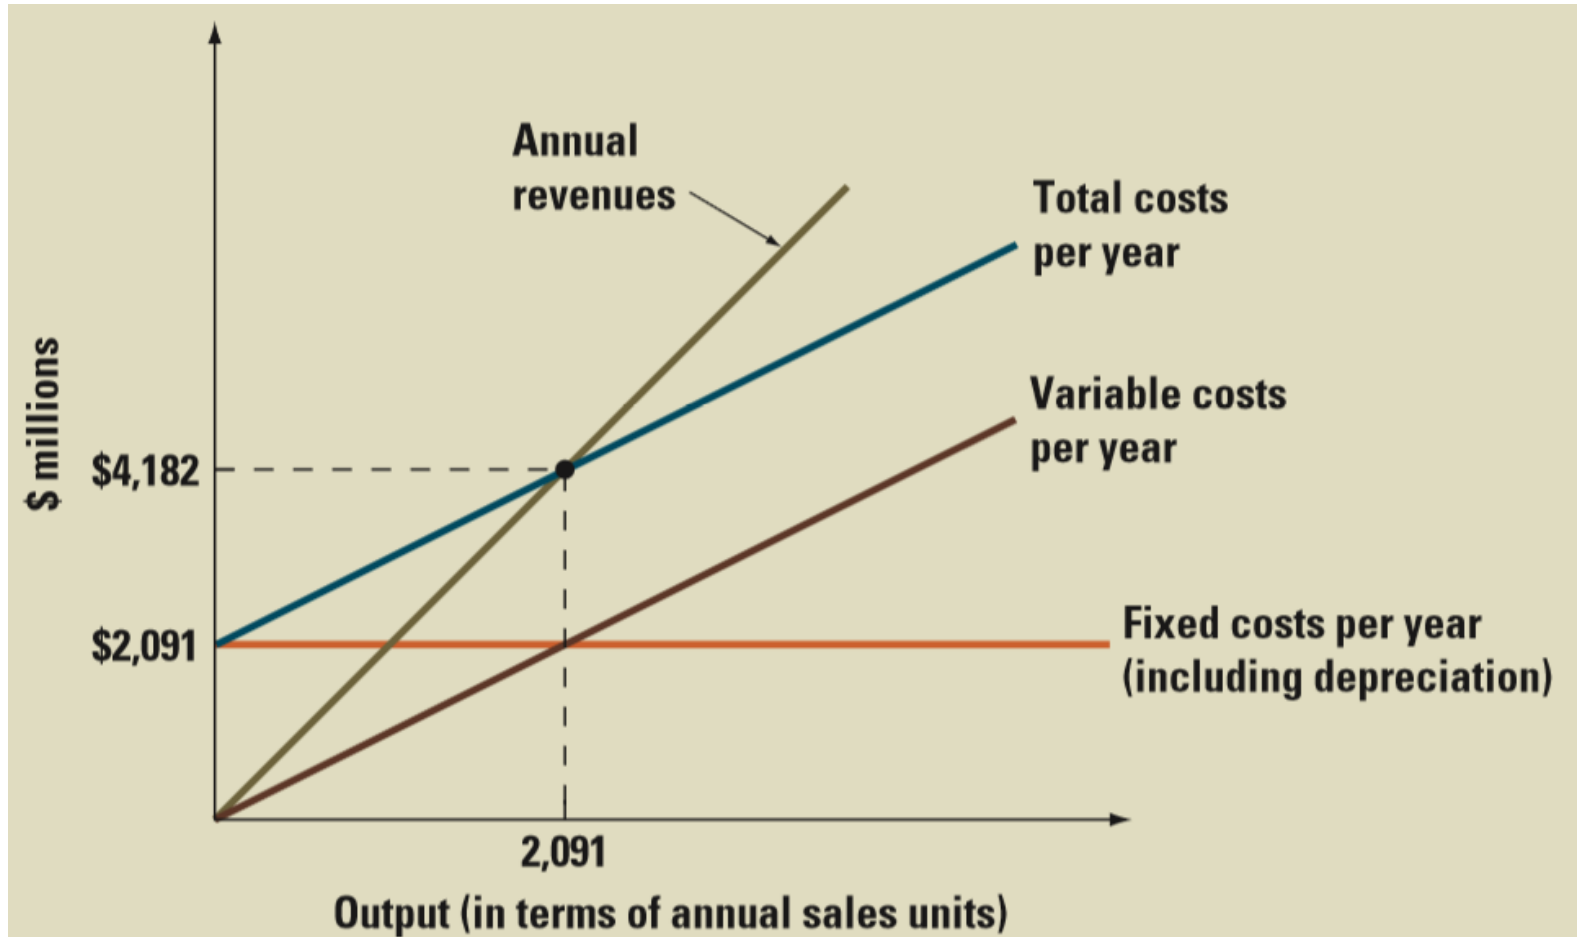 Annual
revenues
Total costs
per year
$ millions
Variable costs
per year
$4,182
$2,091
Fixed costs per year
(including depreciation)
2,091
Output (in terms of annual sales units)